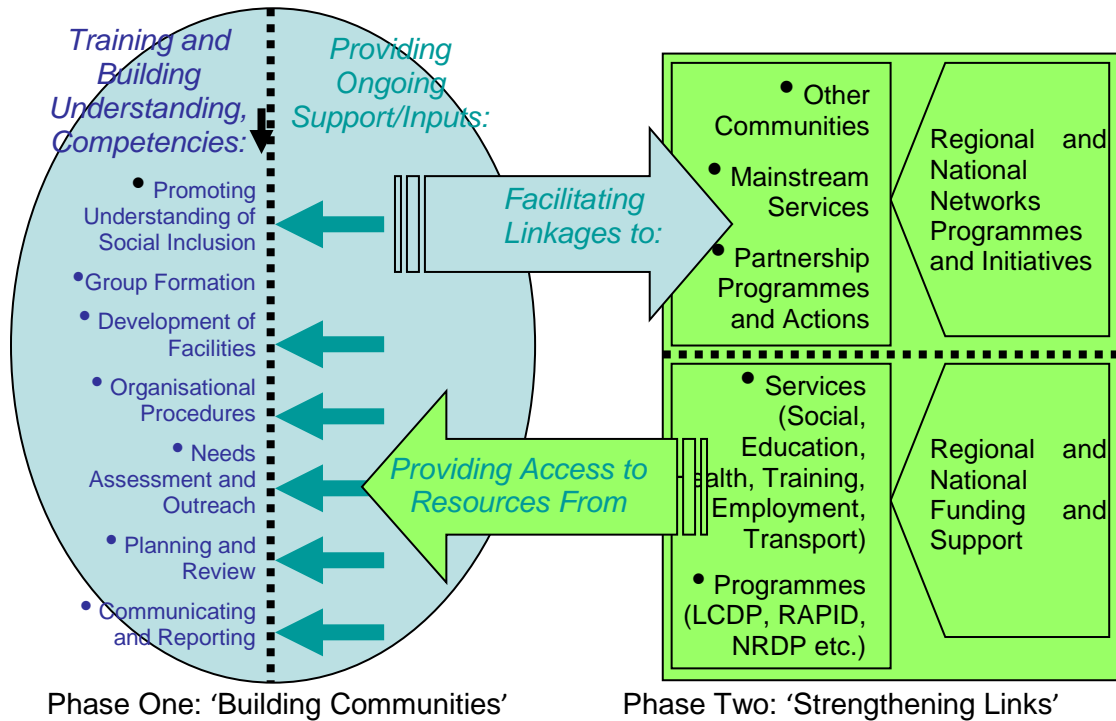 Training and
Building
Understanding,
Competencies:
• Promoting
Understanding of
Social Inclusion
•Group Formation
• Development of
Facilities
• Organisational
Procedures
• Needs
Assessment and
Outreach
• Planning and
Review
• Communicating
and Reporting
Providing
Ongoing
Support/Inputs:
Facilitating
Linkages to:
• Other
Communities
• Mainstream
Services
• Partnership
Programmes
and Actions
Regional and
National
Networks
Programmes
and Initiatives
Providing Access to
Resources From
• Services
(Social,
Education,
ealth, Training,
Employment,
Transport)
• Programmes
(LCDP, RAPID,
NRDP etc.)
Regional and
National
Funding and
Support
Phase One: ‘Building Communities’
Phase Two: ‘Strengthening Links’